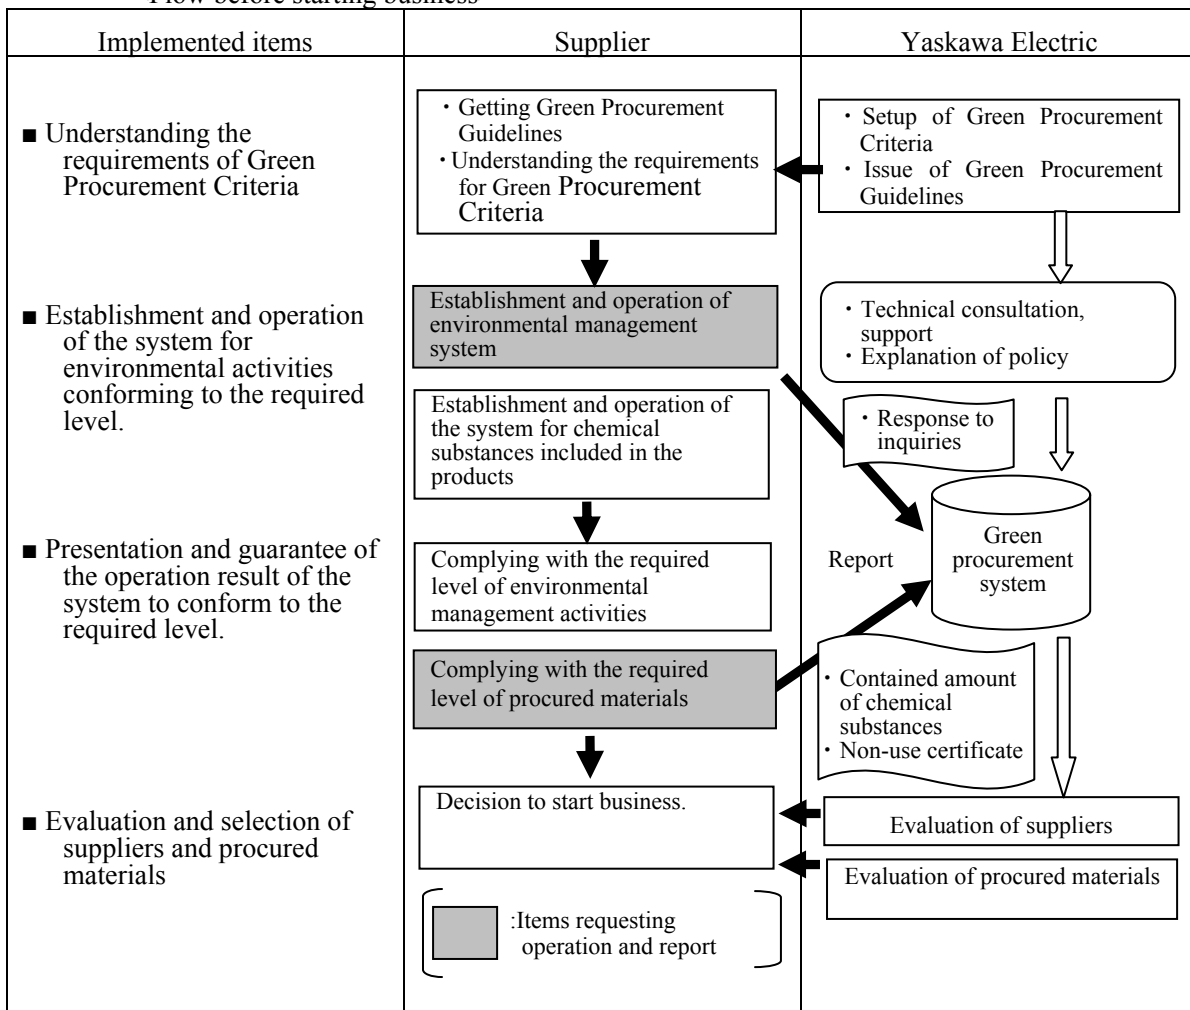 Flow before starting business
Implemented items
Supplier
Yaskawa Electric
■ Understanding the
requirements of Green
Procurement Criteria
・Getting Green Procurement
Guidelines
・Understanding the requirements
for Green Procurement
Criteria
・Setup of Green Procurement
Criteria
・Issue of Green Procurement
Guidelines
■ Establishment and operation
of the system for
environmental activities
conforming to the required
level.
Establishment and operation of
environmental management
system
・Technical consultation,
support
・Explanation of policy
Establishment and operation of
the system for chemical
substances included in the
products
・Response to
inquiries
■ Presentation and guarantee of
the operation result of the
system to conform to the
required level.
Complying with the required
level of environmental
management activities
Report
Green
procurement
system
Complying with the required
level of procured materials
・Contained amount
of chemical
substances
・Non-use certificate
■ Evaluation and selection of
suppliers and procured
materials
Decision to start business.
Evaluation of suppliers
Evaluation of procured materials
:Items requesting
operation and report